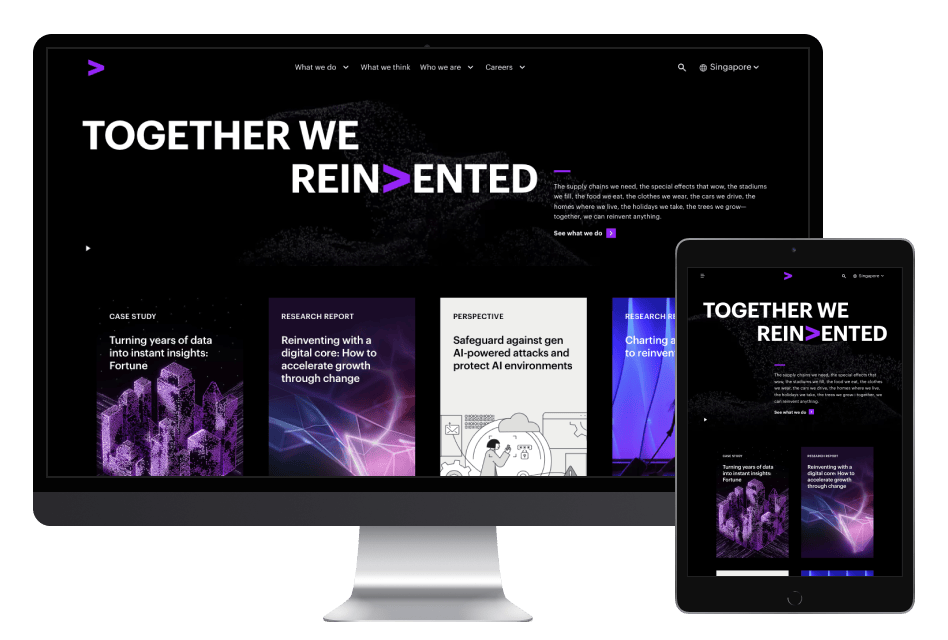 >
What we do
What we think
Who we are
Careers
Singapore
TOGETHER WE
REIN>ENTED
The supply chains we need, the special effects that wow, the stadiums
we fill, the food we eat, the clothes we wear, the cars we drive, the
homes where we live, the holidays we take, the trees we grow—
together, we can reinvent anything.
See what we do >
CASE STUDY
Turning years of data
into instant insights:
Fortune
RESEARCH REPORT
Reinventing with a
digital core: How to
accelerate growth
through change
PERSPECTIVE
Safeguard against gen
AI-powered attacks and
protect AI environments
RESEARCH RE
Charting a
to reinven
>
Singapore
TOGETHER WE
REIN>ENTED
The supply chains we need, the special effects that
wow, the stadiums we fill, the food we eat, the clothes
we wear, the cars we drive, the homes where we live,
the holidays we take, the trees we grow—together, we
can reinvent anything.
See what we do >
CASE STUDY
Turning years of data
into instant insights:
Fortune
RESEARCH REPORT
Reinventing with a
digital core: How to
accelerate growth
through change